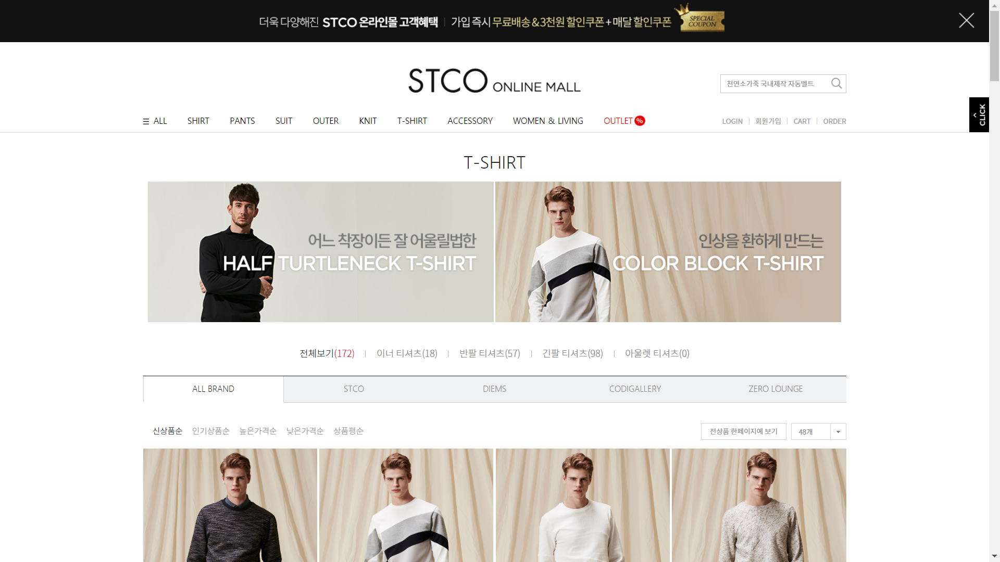 더욱 다양해진 STCO 온라인몰 고객혜택 | 가입 즉시 무료배송 & 3천원 할인쿠폰 + 매달 할인쿠폰 SPECIAL COUPON
STCO ONLINE MALL
천연소가죽 국내제작 자동벨트
CLICK
ALL SHIRT PANTS SUIT OUTER KNIT T-SHIRT ACCESSORY WOMEN & LIVING OUTLET %
LOGIN 회원가입 CART ORDER
T-SHIRT
어느 착장이든 잘 어울릴법한
HALF TURTLENECK T-SHIRT
인상을 환하게 만드는
COLOR BLOCK T-SHIRT
전체보기(172) 이너 티셔츠(18) 반팔 티셔츠(57) 긴팔 티셔츠(98) 아울렛 티셔츠(0)
ALL BRAND STCO DIEMS CODIGALLERY ZERO LOUNGE
신상품순 인기상품순 높은가격순 낮은가격순 상품평순
전상품 한페이지에 보기 48개